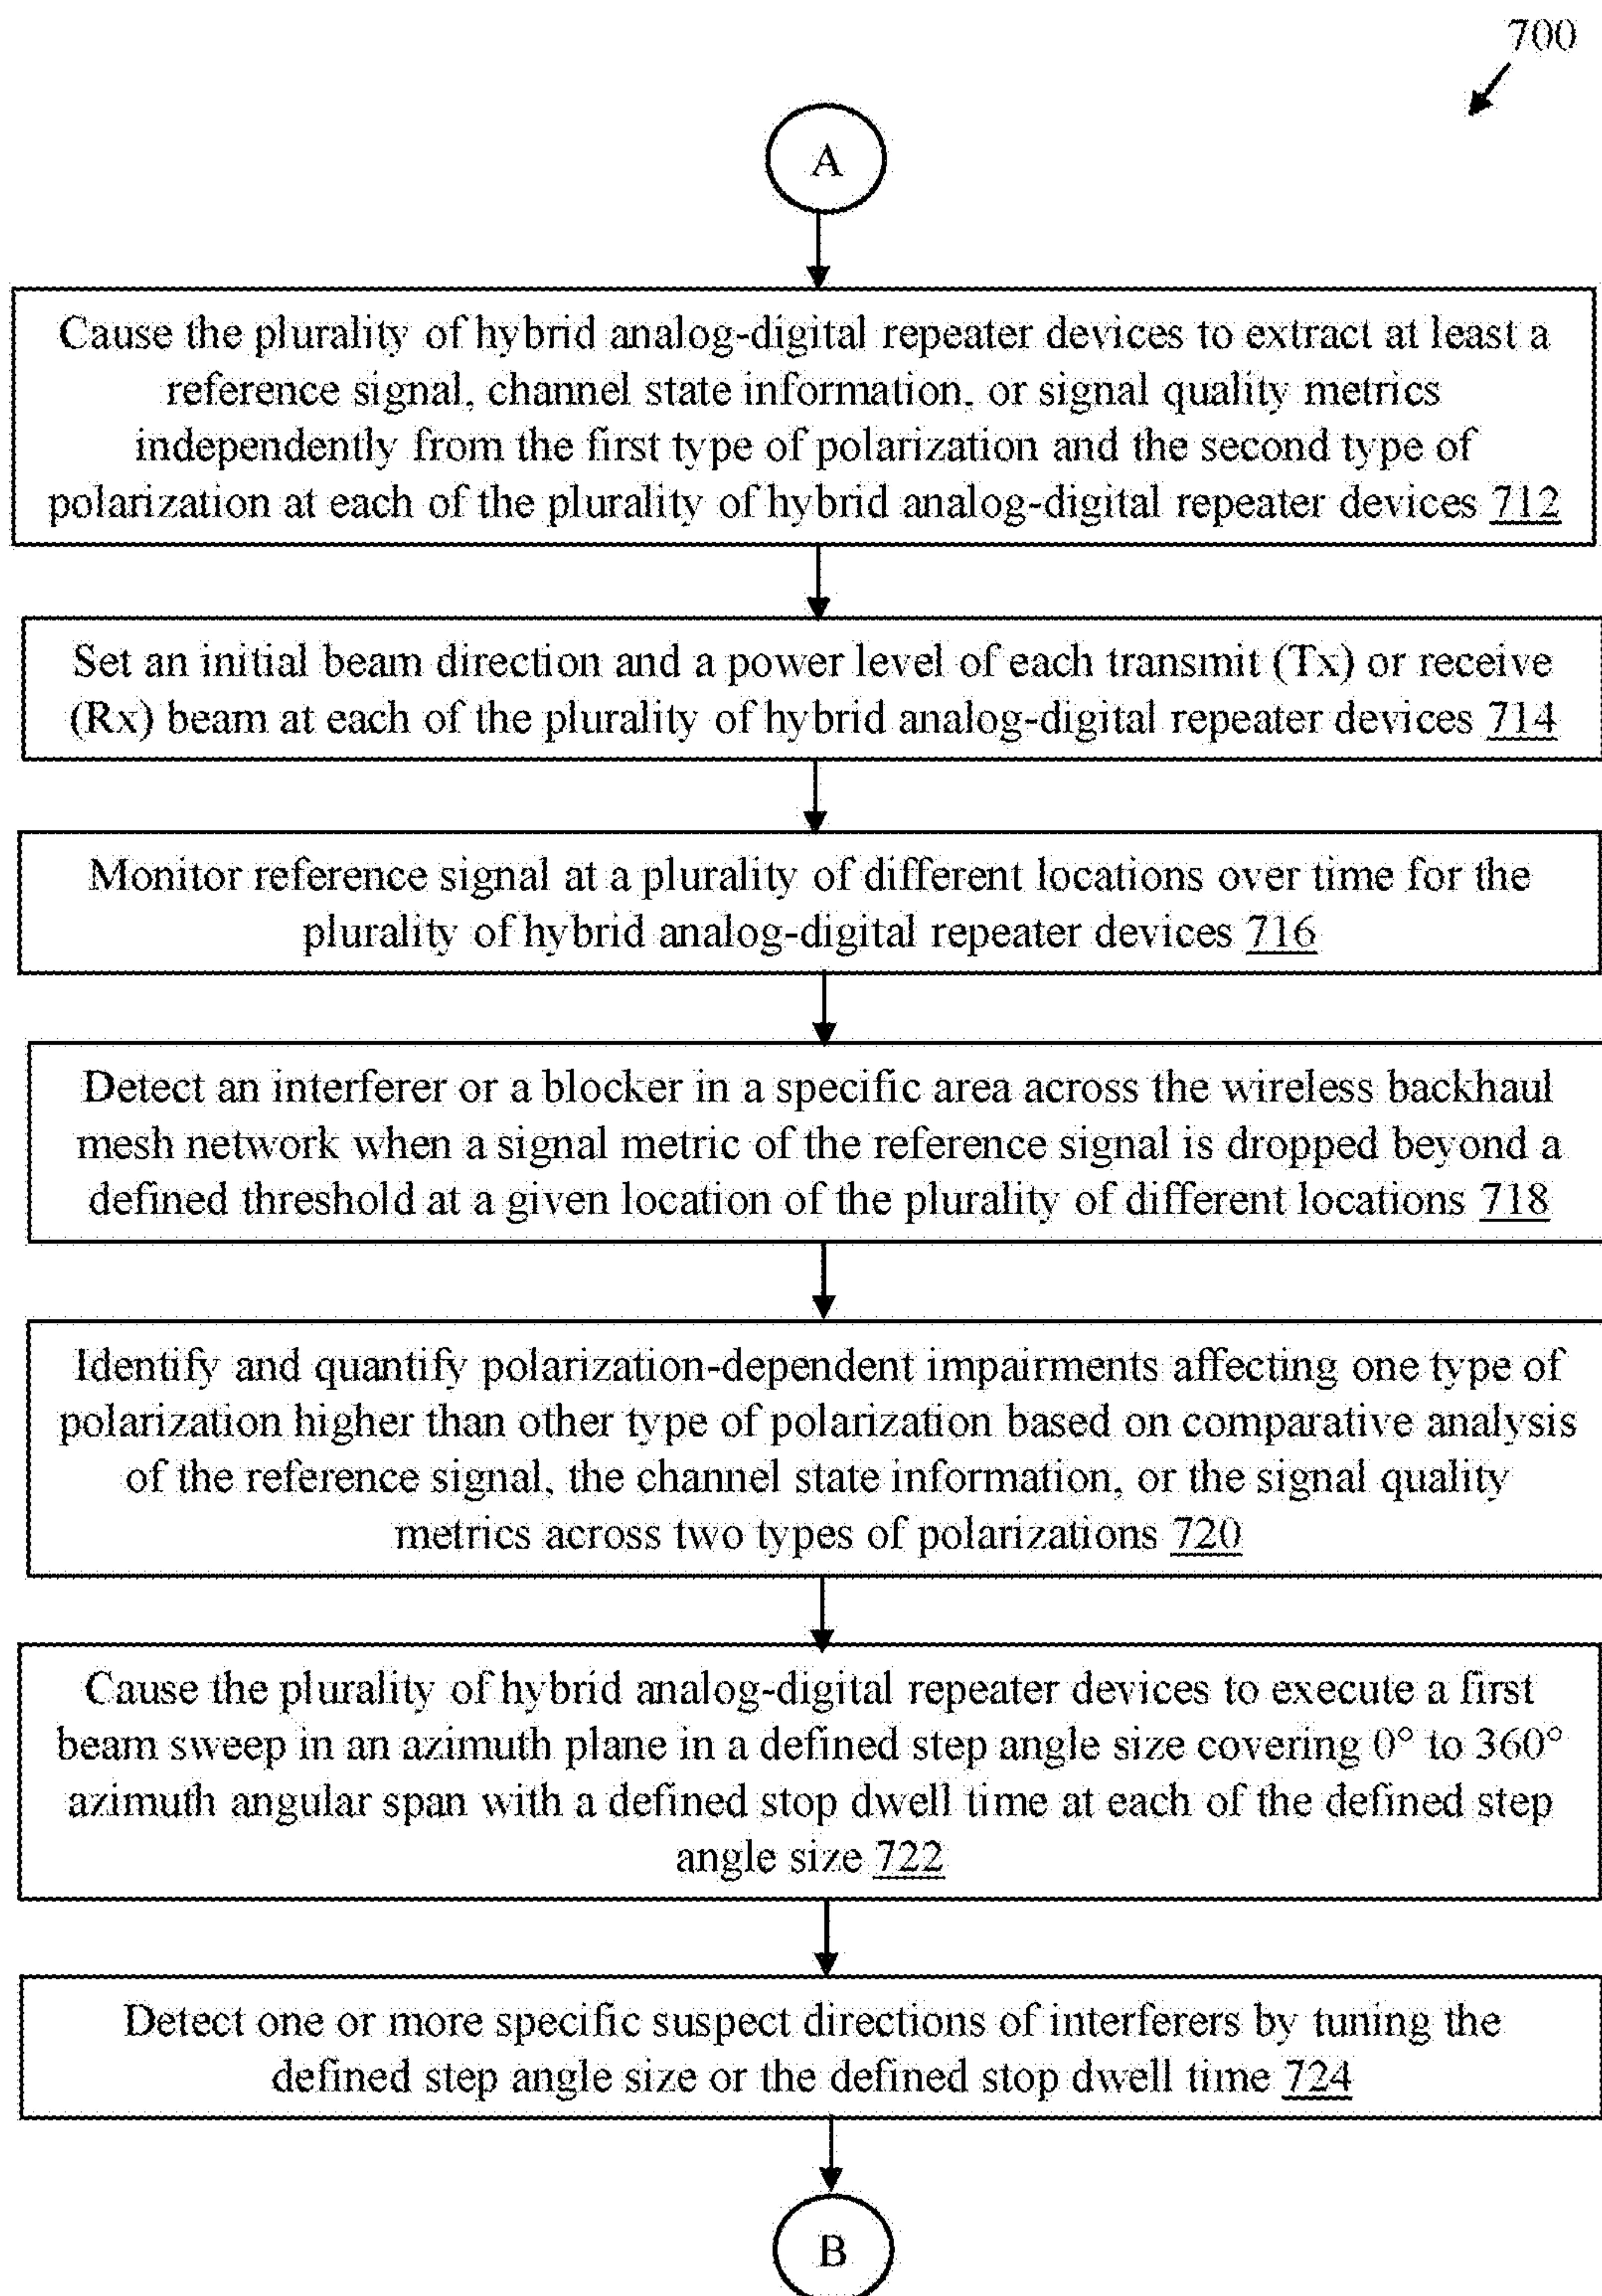 700
A
Cause the plurality of hybrid analog-digital repeater devices to extract at least a
reference signal, channel state information, or signal quality metrics
independently from the first type of polarization and the second type of
polarization at each of the plurality of hybrid analog-digital repeater devices 712
Set an initial beam direction and a power level of each transmit (Tx) or receive
(Rx) beam at each of the plurality of hybrid analog-digital repeater devices 714
Monitor reference signal at a plurality of different locations over time for the
plurality of hybrid analog-digital repeater devices 716
Detect an interferer or a blocker in a specific area across the wireless backhaul
mesh network when a signal metric of the reference signal is dropped beyond a
defined threshold at a given location of the plurality of different locations 718
Identify and quantify polarization-dependent impairments affecting one type of
polarization higher than other type of polarization based on comparative analysis
of the reference signal, the channel state information, or the signal quality
metrics across two types of polarizations 720
Cause the plurality of hybrid analog-digital repeater devices to execute a first
beam sweep in an azimuth plane in a defined step angle size covering 0° to 360°
azimuth angular span with a defined stop dwell time at each of the defined step
angle size 722
Detect one or more specific suspect directions of interferers by tuning the
defined step angle size or the defined stop dwell time 724
B